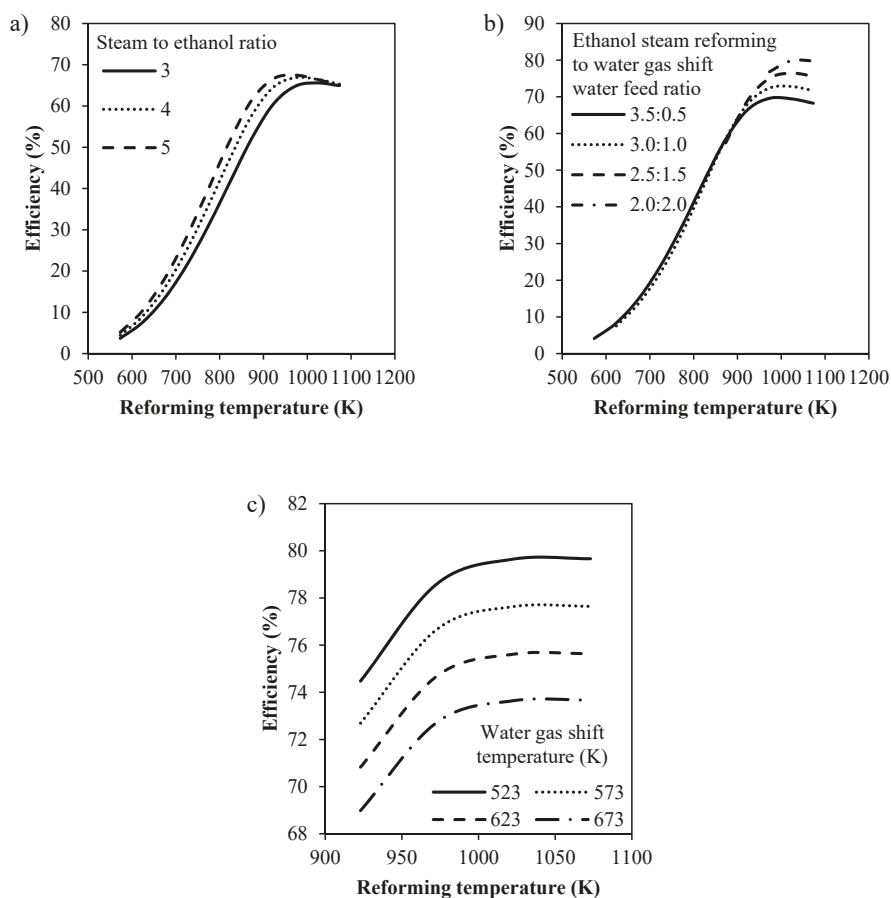 a)
Steam to ethanol ratio
3
4
5
80
70
60
50
40
30
20
10
0
Efficiency (%)
500 600 700 800 900 1000 1100 1200
Reforming temperature (K)
b)
Ethanol steam reforming
to water gas shift
water feed ratio
3.5:0.5
3.0:1.0
2.5:1.5
2.0:2.0
90
80
70
60
50
40
30
20
10
0
Efficiency (%)
500 600 700 800 900 1000 1100 1200
Reforming temperature (K)
c)
82
80
78
76
74
72
70
68
Efficiency (%)
Water gas shift
temperature (K)
523 573
623 673
900 950 1000 1050 1100
Reforming temperature (K)